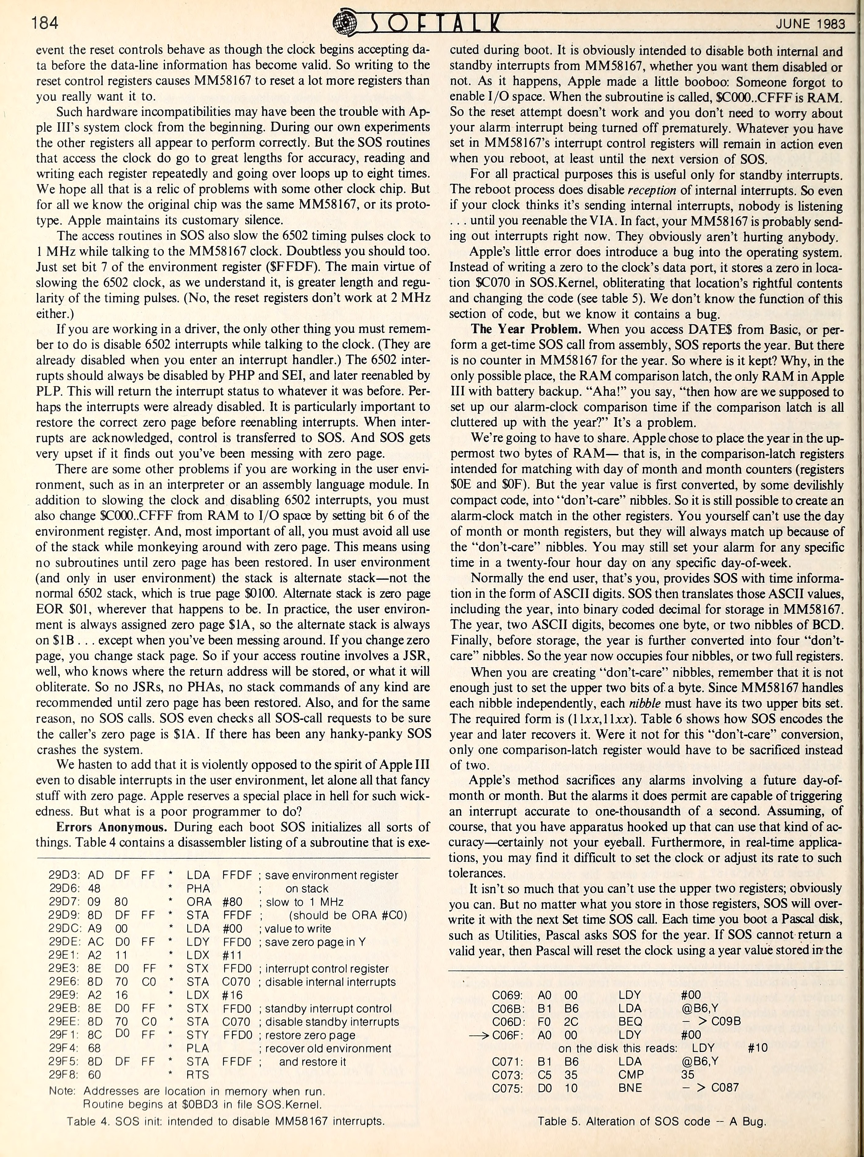 184
SOFTALK
JUNE 1983
event the reset controls behave as though the clock begins accepting da-
ta before the data-line information has become valid. So writing to the
reset control registers causes MM58167 to reset a lot more registers than
you really want it to.
Such hardware incompatibilities may have been the trouble with Ap-
ple III's system clock from the beginning. During our own experiments
the other registers all appear to perform correctly. But the SOS routines
that access the clock do go to great lengths for accuracy, reading and
writing each register repeatedly and going over loops up to eight times.
We hope all that is a relic of problems with some other clock chip. But
for all we know the original chip was the same MM58167, or its proto-
type. Apple maintains its customary silence.
The access routines in SOS also slow the 6502 timing pulses clock to
1 MHz while talking to the MM58167 clock. Doubtless you should too.
Just set bit 7 of the environment register ($FFDF). The main virtue of
slowing the 6502 clock, as we understand it, is greater length and regu-
larity of the timing pulses. (No, the reset registers don't work at 2 MHz
either.)
If you are working in a driver, the only other thing you must remem-
ber to do is disable 6502 interrupts while talking to the clock. (They are
already disabled when you enter an interrupt handler.) The 6502 inter-
rupts should always be disabled by PHP and SEI, and later reenabled by
PLP. This will return the interrupt status to whatever it was before. Per-
haps the interrupts were already disabled. It is particularly important to
restore the correct zero page before reenabling interrupts. When inter-
rupts are acknowledged, control is transferred to SOS. And SOS gets
very upset if it finds out you've been messing with zero page.
There are some other problems if you are working in the user envi-
ronment, such as in an interpreter or an assembly language module. In
addition to slowing the clock and disabling 6502 interrupts, you must
also change $C000..CFFF from RAM to I/O space by setting bit 6 of the
environment register. And, most important of all, you must avoid all use
of the stack while monkeying around with zero page. This means using
no subroutines until zero page has been restored. In user environment
(and only in user environment) the stack is alternate stack—not the
normal 6502 stack, which is true page $0100. Alternate stack is zero page
EOR $01, wherever that happens to be. In practice, the user environ-
ment is always assigned zero page $1A, so the alternate stack is always
on $1B . . . except when you've been messing around. If you change zero
page, you change stack page. So if your access routine involves a JSR,
well, who knows where the return address will be stored, or what it will
obliterate. So no JSRs, no PHAs, no stack commands of any kind are
recommended until zero page has been restored. Also, and for the same
reason, no SOS calls. SOS even checks all SOS-call requests to be sure
the caller's zero page is $1A. If there has been any hanky-panky SOS
crashes the system.
We hasten to add that it is violently opposed to the spirit of Apple III
even to disable interrupts in the user environment, let alone all that fancy
stuff with zero page. Apple reserves a special place in hell for such wick-
edness. But what is a poor programmer to do?
Errors Anonymous. During each boot SOS initializes all sorts of
things. Table 4 contains a disassembler listing of a subroutine that is exe-
29D3: AD DF FF * LDA FFDF ; save environment register
29D6: 48 * PHA ; on stack
29D7: 09 80 * ORA #80 ; slow to 1 MHz
29D9: 8D DF FF * STA FFDF ; (should be ORA #C0)
29DC: A9 00 * LDA #00 ; value to write
29DE: AC D0 FF * LDY FFD0 ; save zero page in Y
29E1: A2 11 * LDX #11
29E3: 8E D0 FF * STX FFD0 ; interrupt control register
29E6: 8D 70 C0 * STA C070 ; disable internal interrupts
29E9: A2 16 * LDX #16
29EB: 8E D0 FF * STX FFD0 ; standby interrupt control
29EE: 8D 70 C0 * STA C070 ; disable standby interrupts
29F1: 8C D0 FF * STY FFD0 ; restore zero page
29F4: 68 * PLA ; recover old environment
29F5: 8D DF FF * STA FFDF ; and restore it
29F8: 60 * RTS
Note: Addresses are location in memory when run.
Routine begins at $0BD3 in file SOS.Kernel.
Table 4. SOS init: intended to disable MM58167 interrupts.
cuted during boot. It is obviously intended to disable both internal and
standby interrupts from MM58167, whether you want them disabled or
not. As it happens, Apple made a little booboo: Someone forgot to
enable I/O space. When the subroutine is called, $C000..CFFF is RAM.
So the reset attempt doesn't work and you don't need to worry about
your alarm interrupt being turned off prematurely. Whatever you have
set in MM58167's interrupt control registers will remain in action even
when you reboot, at least until the next version of SOS.
For all practical purposes this is useful only for standby interrupts.
The reboot process does disable reception of internal interrupts. So even
if your clock thinks it's sending internal interrupts, nobody is listening
. . . until you reenable the VIA. In fact, your MM58167 is probably send-
ing out interrupts right now. They obviously aren't hurting anybody.
Apple's little error does introduce a bug into the operating system.
Instead of writing a zero to the clock's data port, it stores a zero in loca-
tion $C070 in SOS.Kernel, obliterating that location's rightful contents
and changing the code (see table 5). We don't know the function of this
section of code, but we know it contains a bug.
The Year Problem. When you access DATE$ from Basic, or per-
form a get-time SOS call from assembly, SOS reports the year. But there
is no counter in MM58167 for the year. So where is it kept? Why, in the
only possible place, the RAM comparison latch, the only RAM in Apple
III with battery backup. "Aha!" you say, "then how are we supposed to
set up our alarm-clock comparison time if the comparison latch is all
cluttered up with the year?" It's a problem.
We're going to have to share. Apple chose to place the year in the up-
permost two bytes of RAM— that is, in the comparison-latch registers
intended for matching with day of month and month counters (registers
$0E and $0F). But the year value is first converted, by some devilishly
compact code, into "don't-care" nibbles. So it is still possible to create an
alarm-clock match in the other registers. You yourself can't use the day
of month or month registers, but they will always match up because of
the "don't-care" nibbles. You may still set your alarm for any specific
time in a twenty-four hour day on any specific day-of-week.
Normally the end user, that's you, provides SOS with time informa-
tion in the form of ASCII digits. SOS then translates those ASCII values,
including the year, into binary coded decimal for storage in MM58167.
The year, two ASCII digits, becomes one byte, or two nibbles of BCD.
Finally, before storage, the year is further converted into four "don't-
care" nibbles. So the year now occupies four nibbles, or two full registers.
When you are creating "don't-care" nibbles, remember that it is not
enough just to set the upper two bits of a byte. Since MM58167 handles
each nibble independently, each nibble must have its two upper bits set.
The required form is (11xx,11xx). Table 6 shows how SOS encodes the
year and later recovers it. Were it not for this "don't-care" conversion,
only one comparison-latch register would have to be sacrificed instead
of two.
Apple's method sacrifices any alarms involving a future day-of-
month or month. But the alarms it does permit are capable of triggering
an interrupt accurate to one-thousandth of a second. Assuming, of
course, that you have apparatus hooked up that can use that kind of ac-
curacy—certainly not your eyeball. Furthermore, in real-time applica-
tions, you may find it difficult to set the clock or adjust its rate to such
tolerances.
It isn't so much that you can't use the upper two registers; obviously
you can. But no matter what you store in those registers, SOS will over-
write it with the next Set time SOS call. Each time you boot a Pascal disk,
such as Utilities, Pascal asks SOS for the year. If SOS cannot return a
valid year, then Pascal will reset the clock using a year value stored in the
C069: A0 00 LDY #00
C06B: B1 B6 LDA @B6,Y
C06D: F0 2C BEQ – > C09B
—>C06F: A0 00 LDY #00
on the disk this reads: LDY #10
C071: B1 B6 LDA @B6,Y
C073: C5 35 CMP 35
C075: D0 10 BNE – > C087
Table 5. Alteration of SOS code – A Bug.